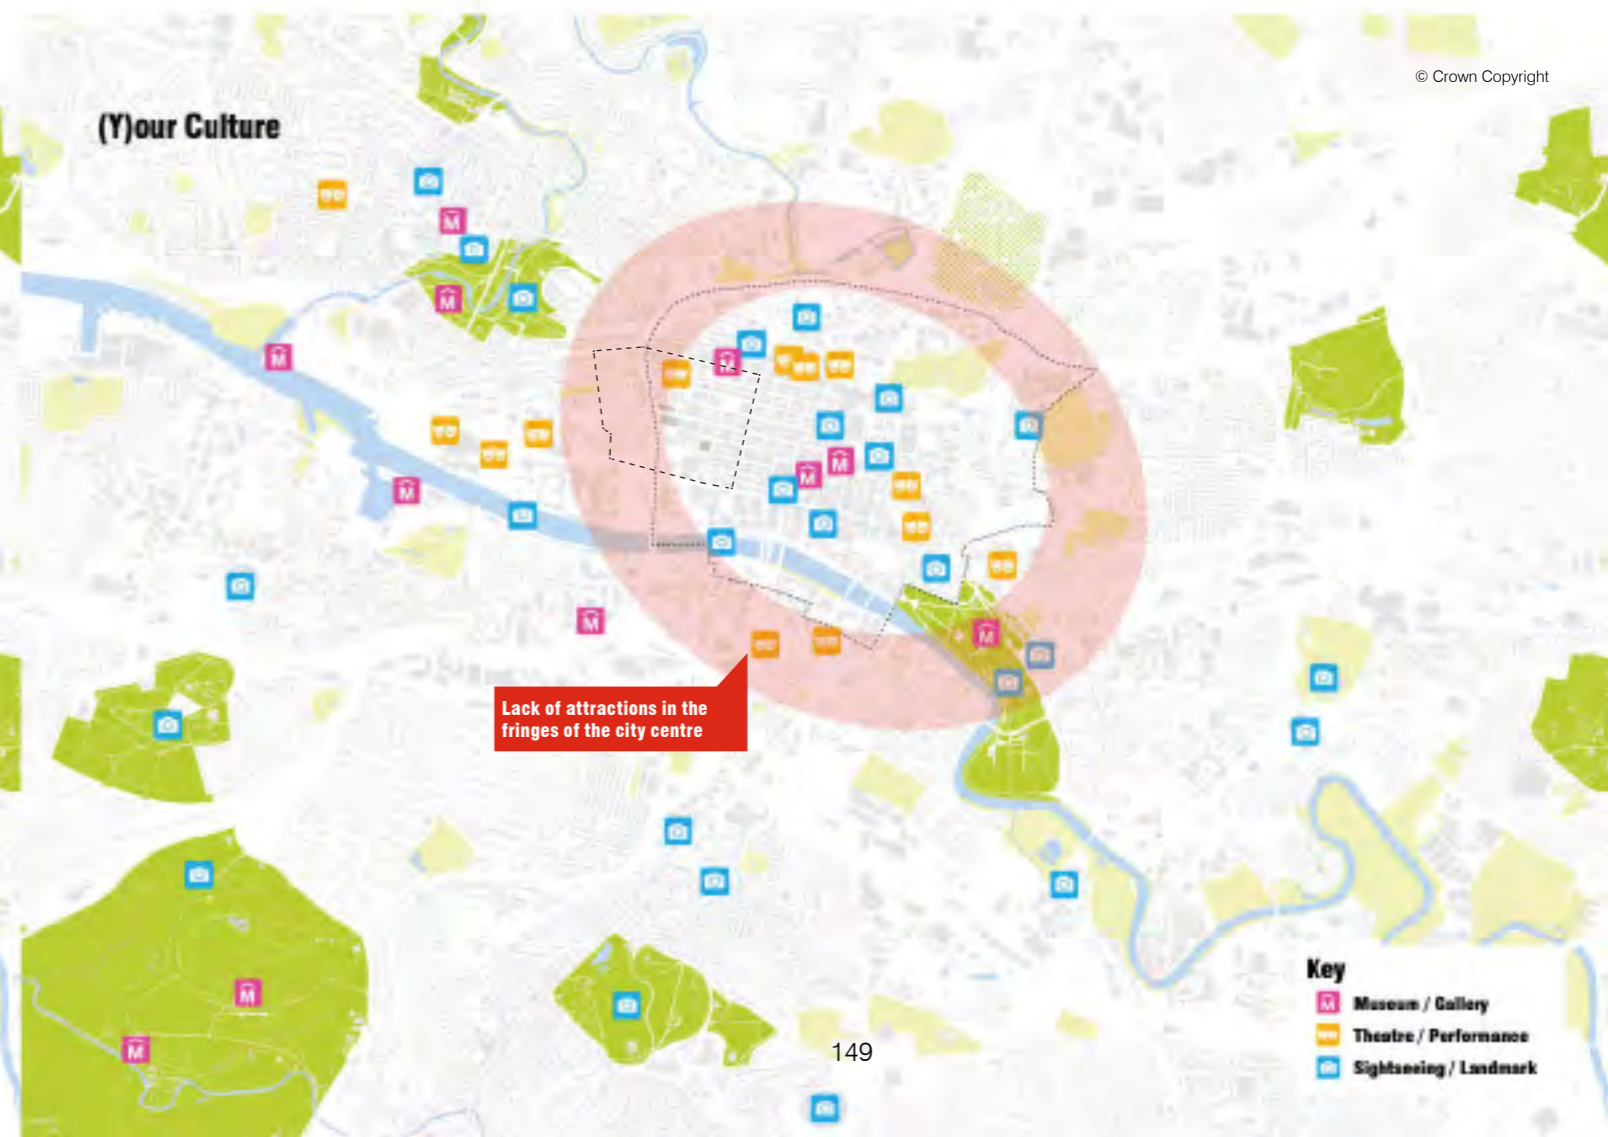 © Crown Copyright
(Y)our Culture
Lack of attractions in the
fringes of the city centre
Key
M Museum / Gallery
Theatre / Performance
Sightseeing / Landmark
149